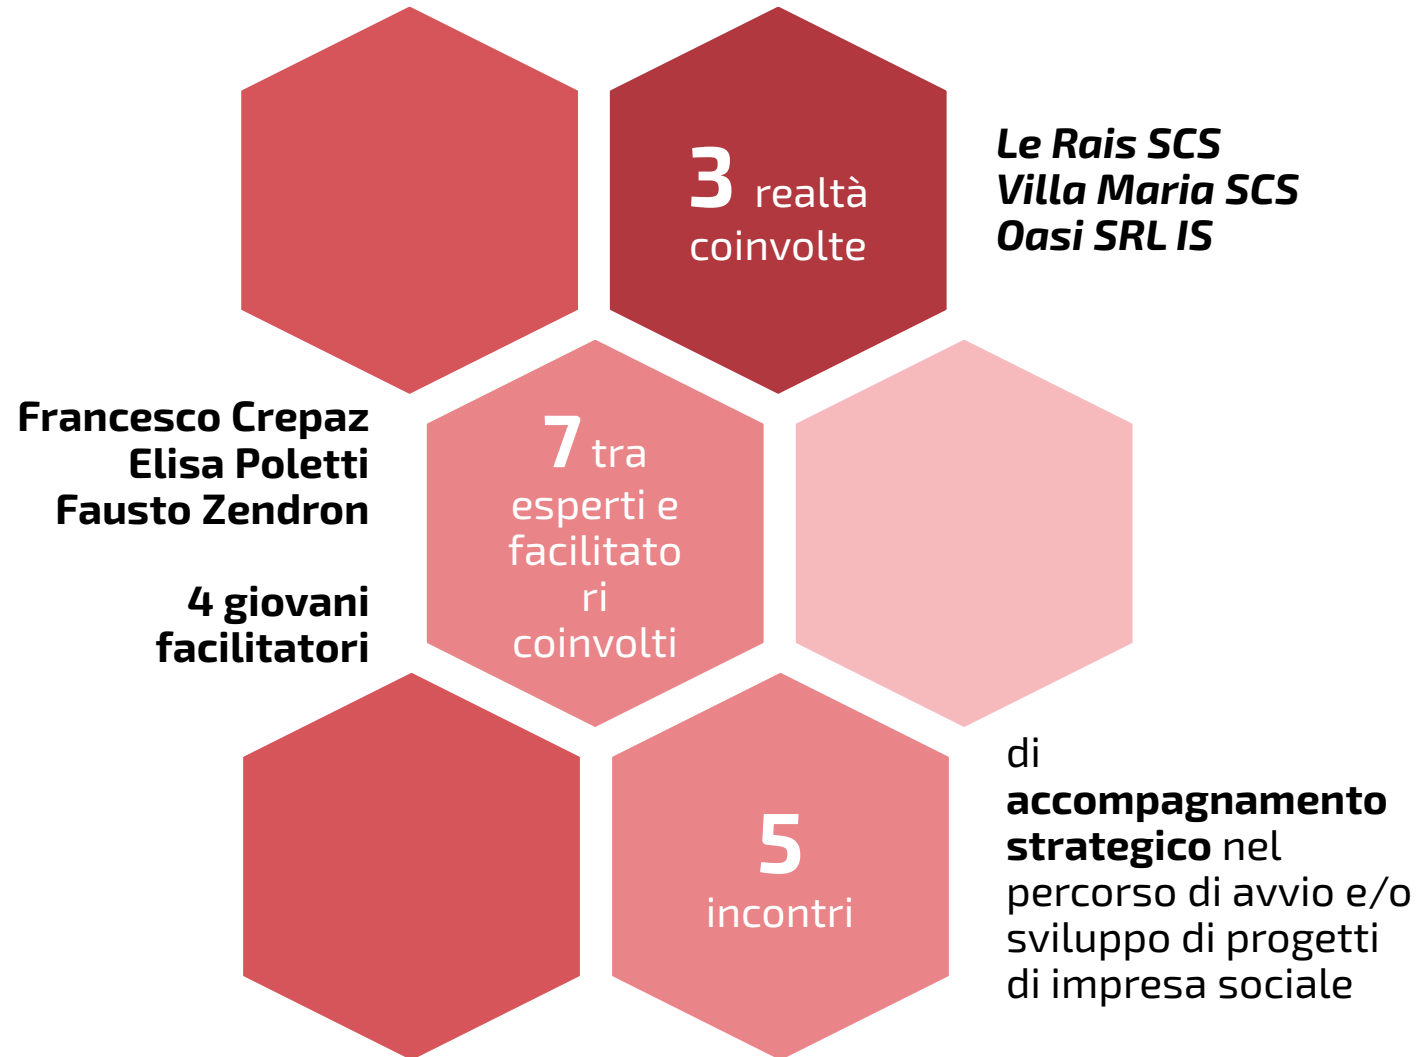 3 realtà
coinvolte
Le Rais SCS
Villa Maria SCS
Oasi SRL IS
Francesco Crepaz
Elisa Poletti
Fausto Zendron
4 giovani
facilitatori
7 tra
esperti e
facilitato
ri
coinvolti
5
incontri
di
accompagnamento
strategico nel
percorso di avvio e/o
sviluppo di progetti
di impresa sociale